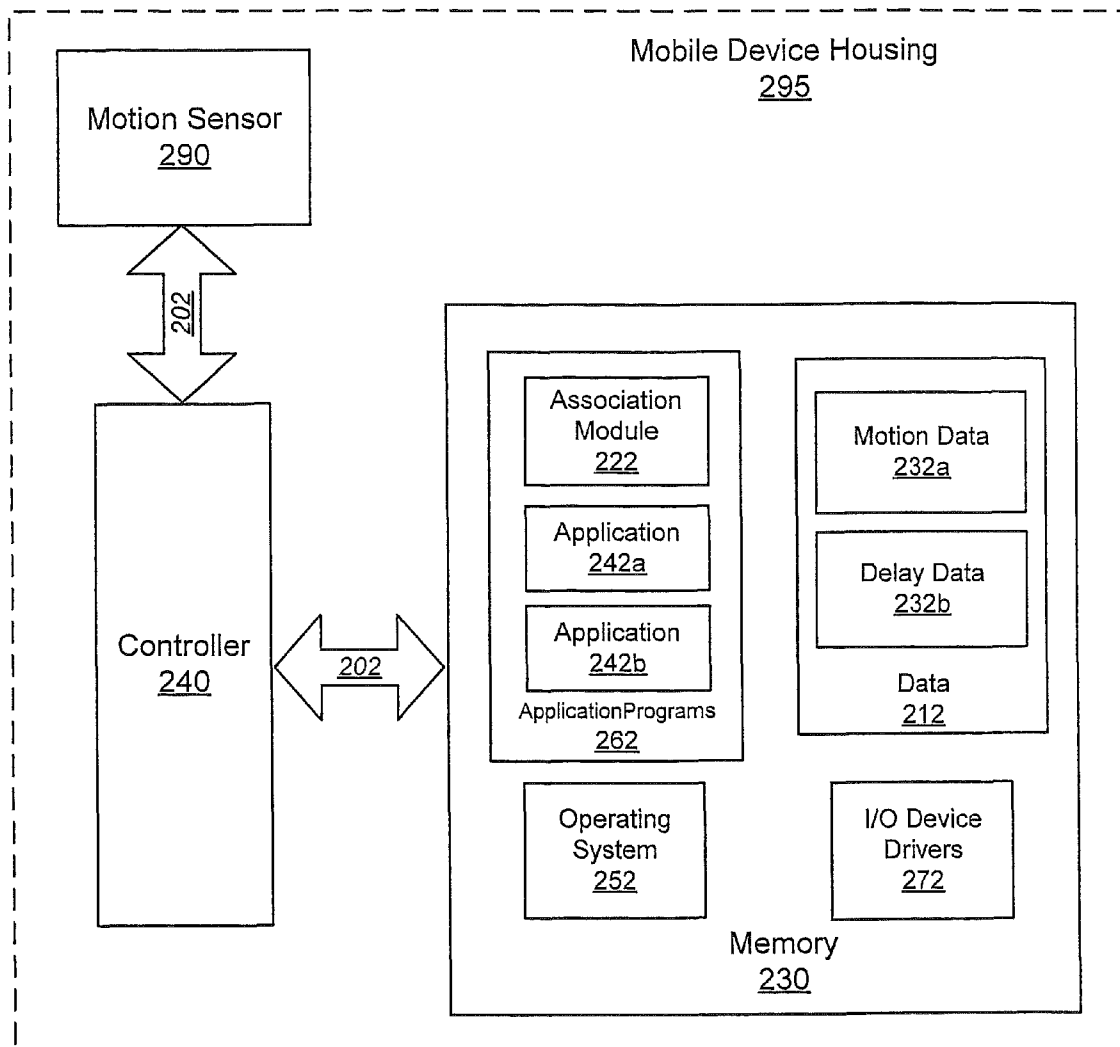 Mobile Device Housing
295
Motion Sensor
290
202
Controller
240
202
Association
Module
222
Application
242a
Application
242b
ApplicationPrograms
262
Motion Data
232a
Delay Data
232b
Data
212
Operating
System
252
I/O Device
Drivers
272
Memory
230